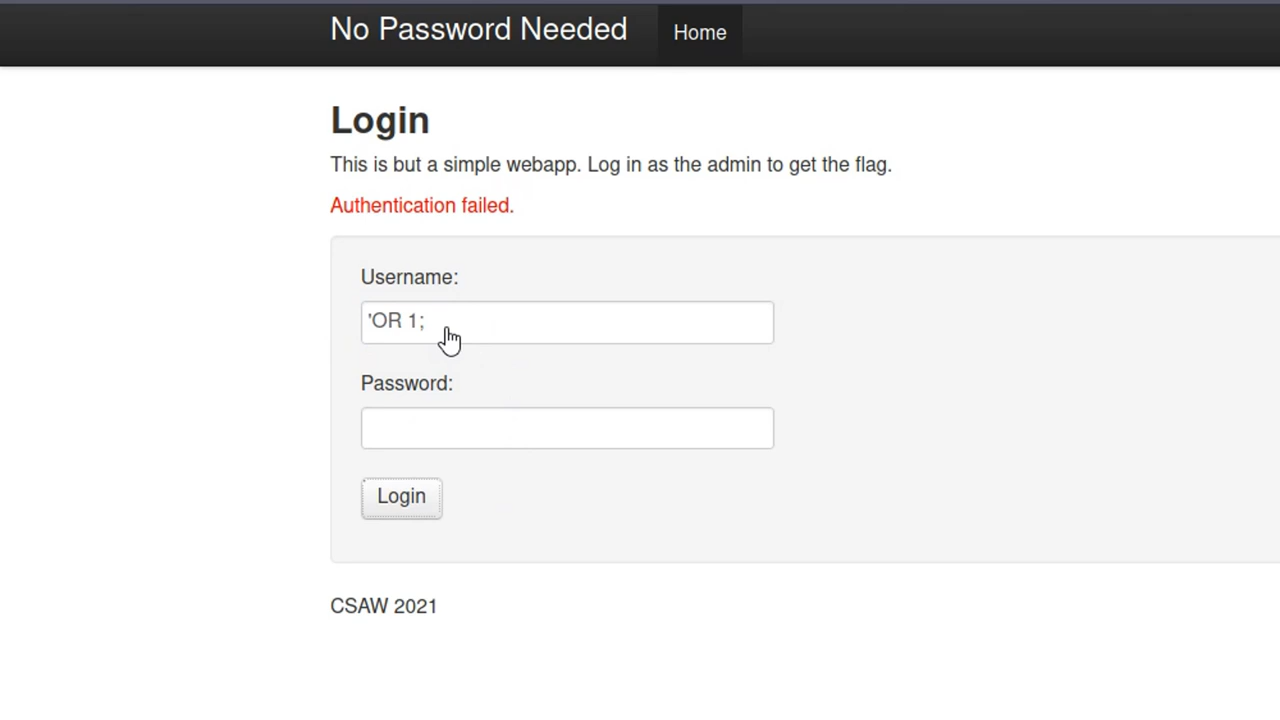 No Password Needed Home
Login
This is but a simple webapp. Log in as the admin to get the flag.
Authentication failed.
Username:
'OR 1;
Password:
Login
CSAW 2021